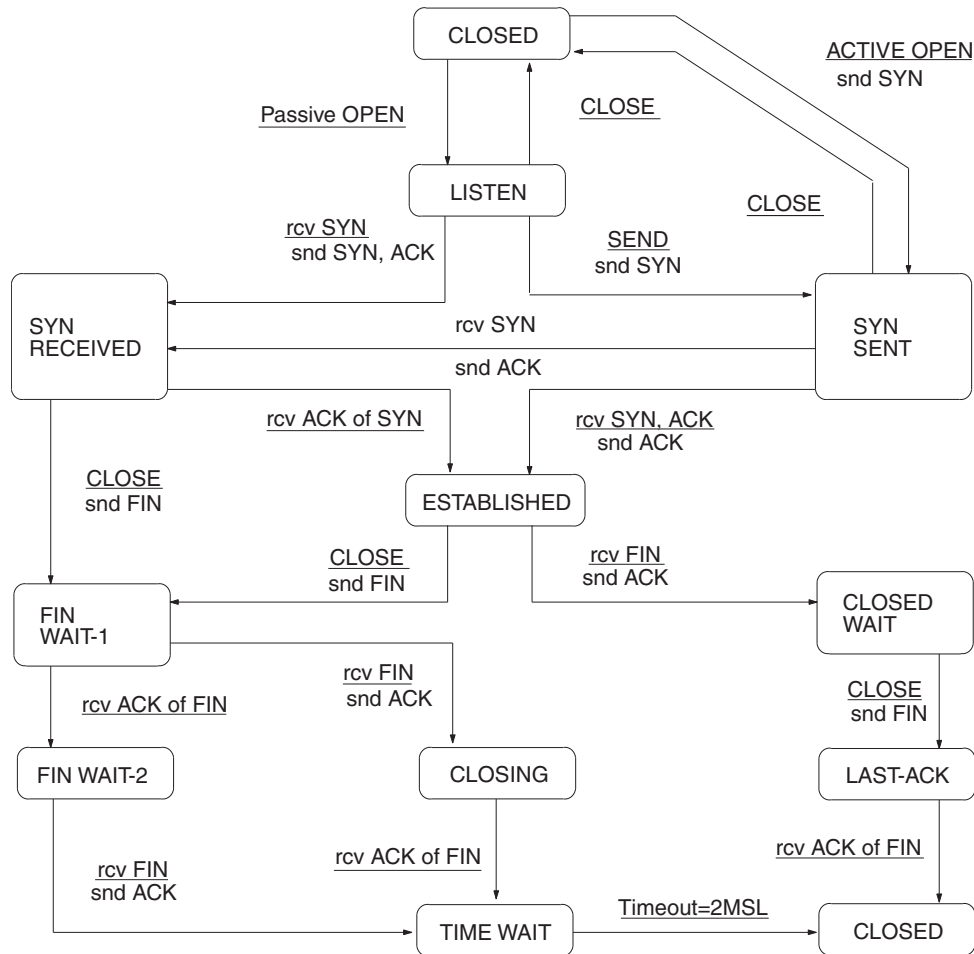 CLOSED
ACTIVE OPEN
snd SYN
Passive OPEN
CLOSE
LISTEN
CLOSE
rcv SYN
snd SYN, ACK
SEND
snd SYN
SYN
RECEIVED
rcv SYN
snd ACK
SYN
SENT
rcv ACK of SYN
rcv SYN, ACK
snd ACK
CLOSE
snd FIN
ESTABLISHED
CLOSE
snd FIN
rcv FIN
snd ACK
FIN
WAIT-1
CLOSED
WAIT
rcv ACK of FIN
rcv FIN
snd ACK
CLOSE
snd FIN
FIN WAIT-2
CLOSING
LAST-ACK
rcv FIN
snd ACK
rcv ACK of FIN
rcv ACK of FIN
TIME WAIT
Timeout=2MSL
CLOSED